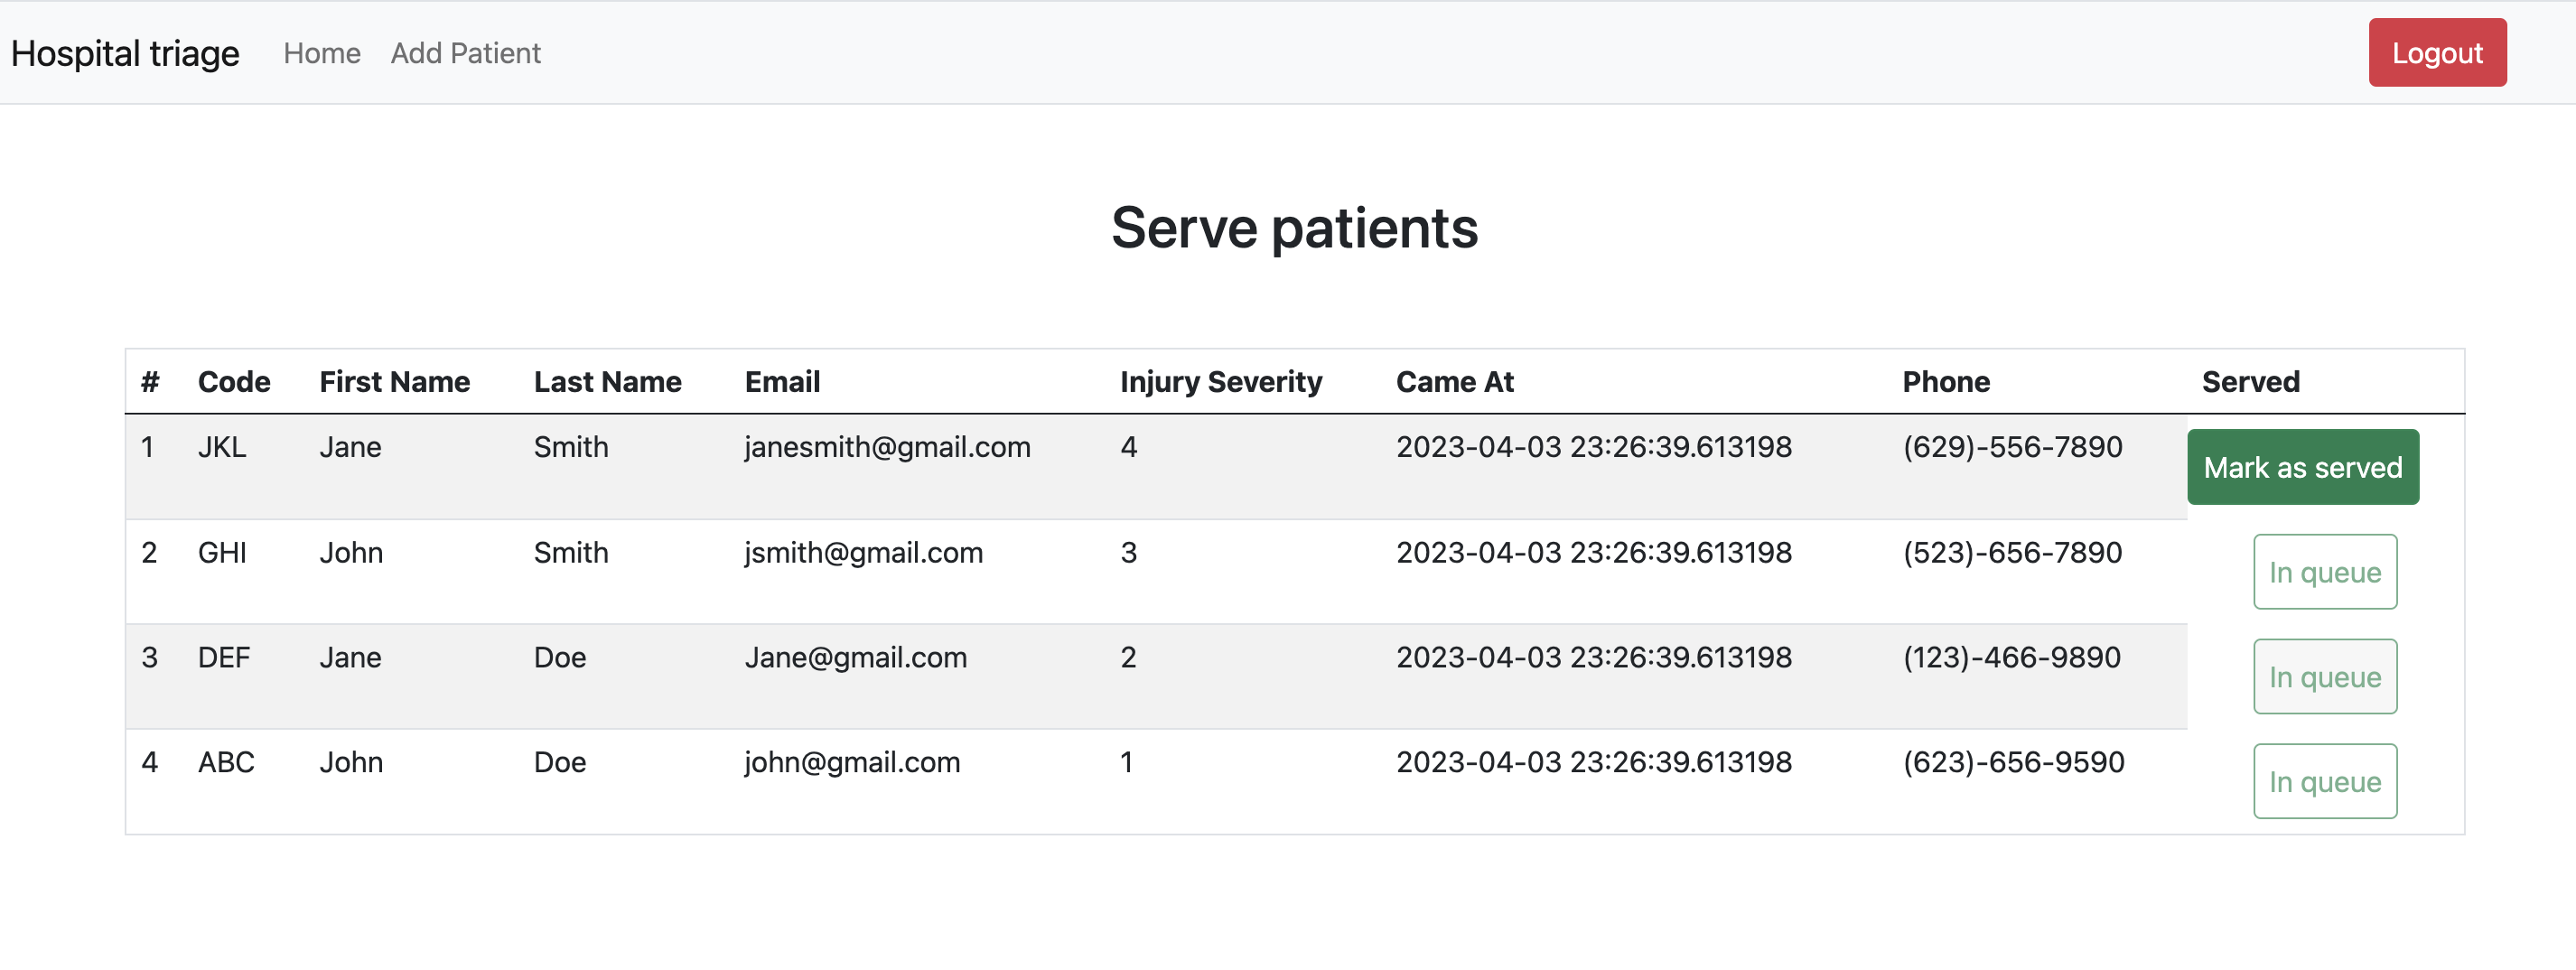 Hospital triage Home Add Patient Logout
Serve patients
# Code First Name Last Name Email Injury Severity Came At Phone Served
1 JKL Jane Smith janesmith@gmail.com 4 2023-04-03 23:26:39.613198 (629)-556-7890 Mark as served
2 GHI John Smith jsmith@gmail.com 3 2023-04-03 23:26:39.613198 (523)-656-7890 In queue
3 DEF Jane Doe Jane@gmail.com 2 2023-04-03 23:26:39.613198 (123)-466-9890 In queue
4 ABC John Doe john@gmail.com 1 2023-04-03 23:26:39.613198 (623)-656-9590 In queue